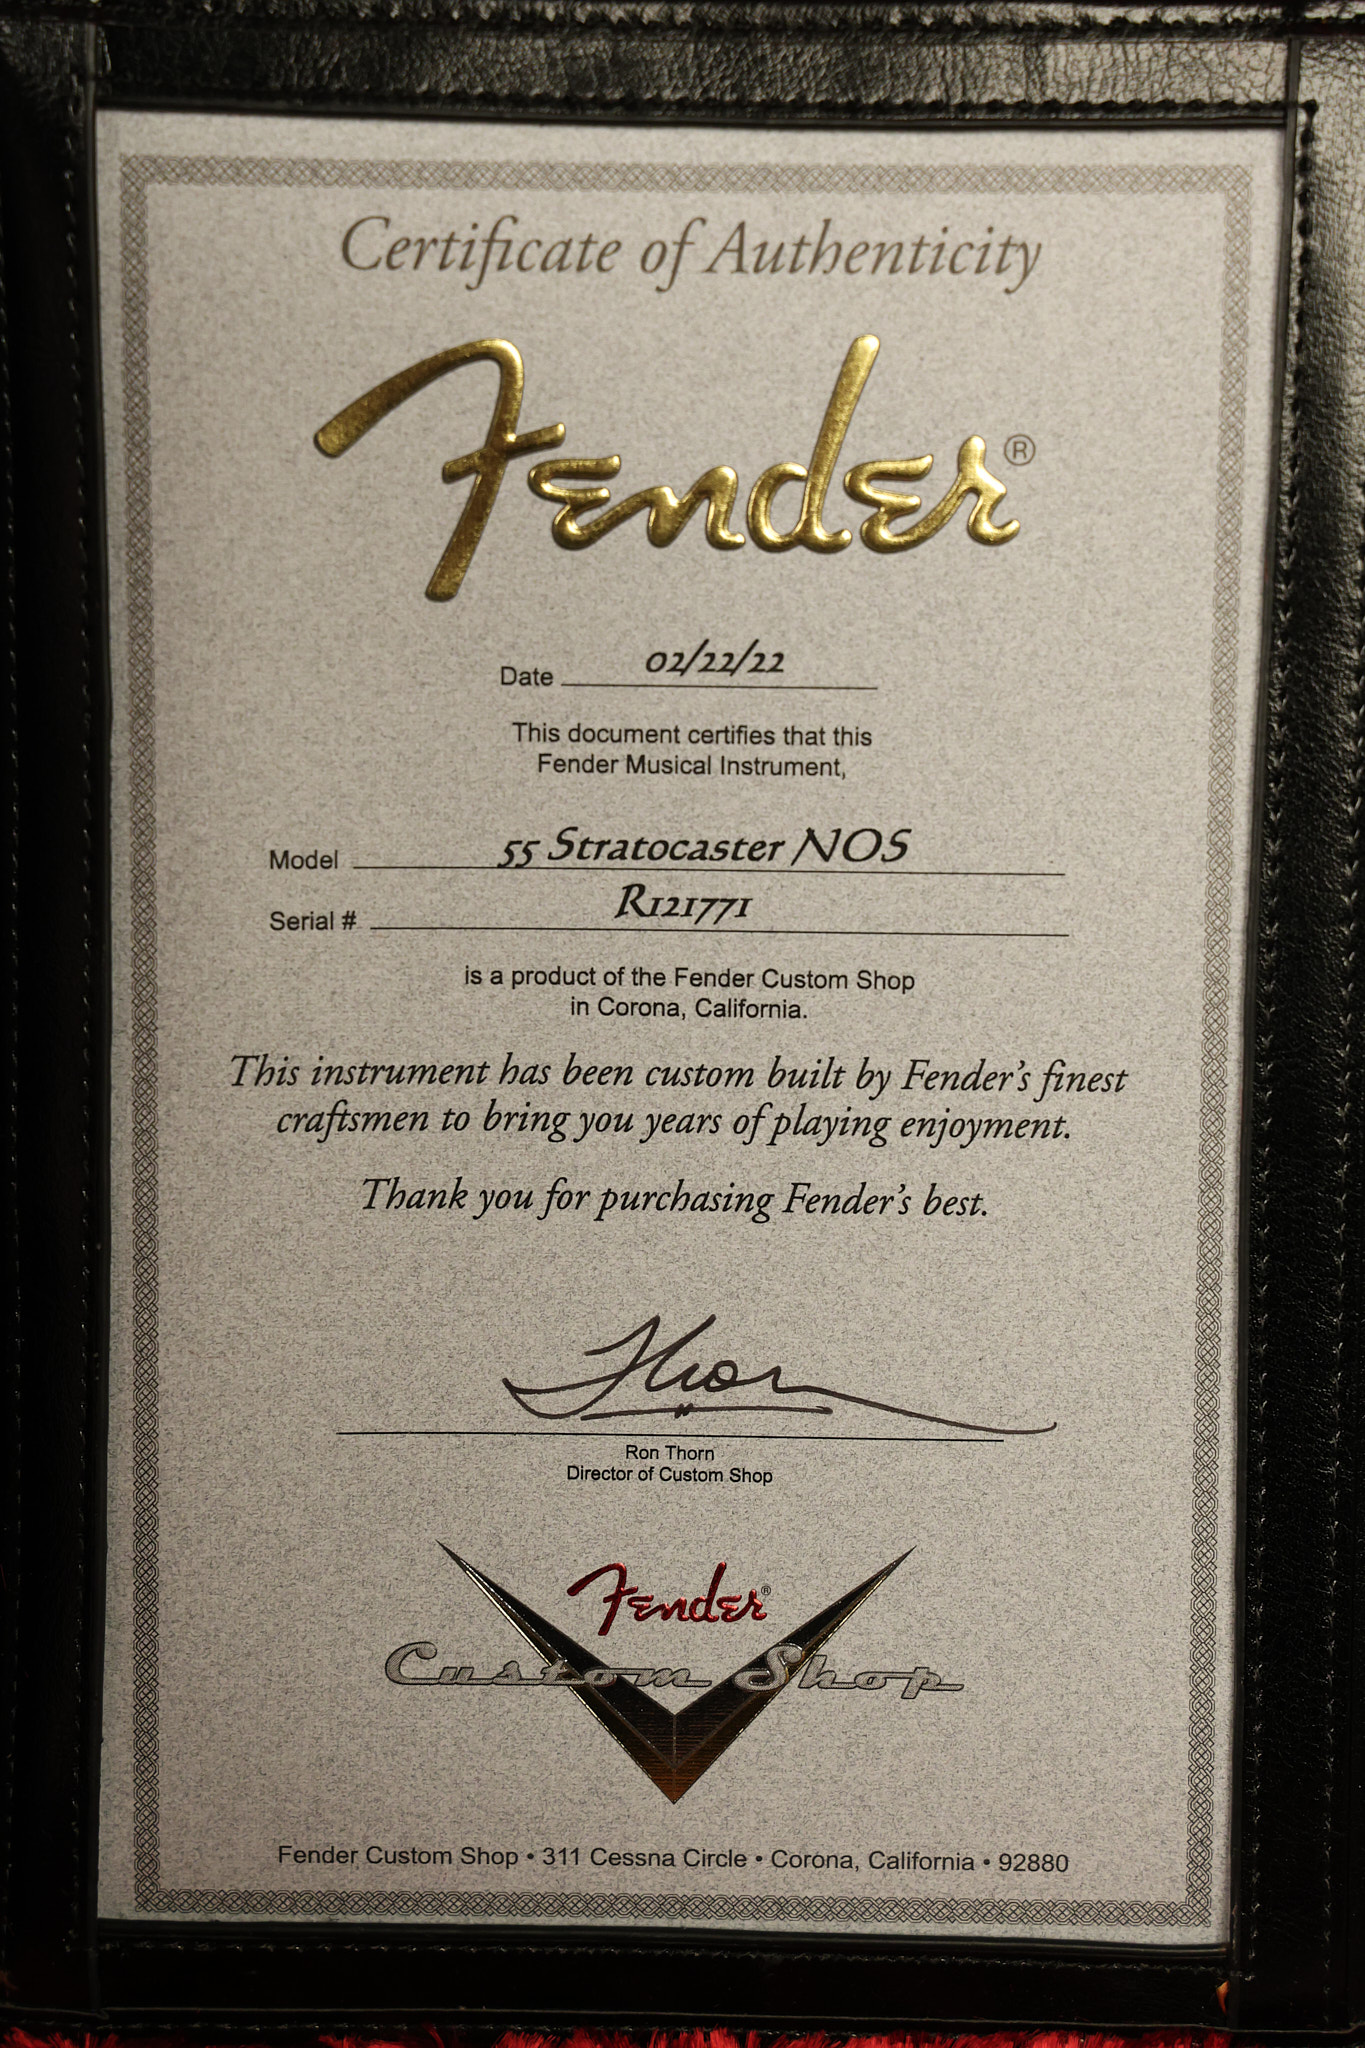 Certificate of Authenticity
Fender®
Date 02/22/22
This document certifies that this
Fender Musical Instrument,
Model 55 Stratocaster NOS
Serial # R121771
is a product of the Fender Custom Shop
in Corona, California.
This instrument has been custom built by Fender's finest
craftsmen to bring you years of playing enjoyment.
Thank you for purchasing Fender's best.
Thorn
Ron Thorn
Director of Custom Shop
Fender®
Custom Shop
Fender Custom Shop • 311 Cessna Circle • Corona, California • 92880